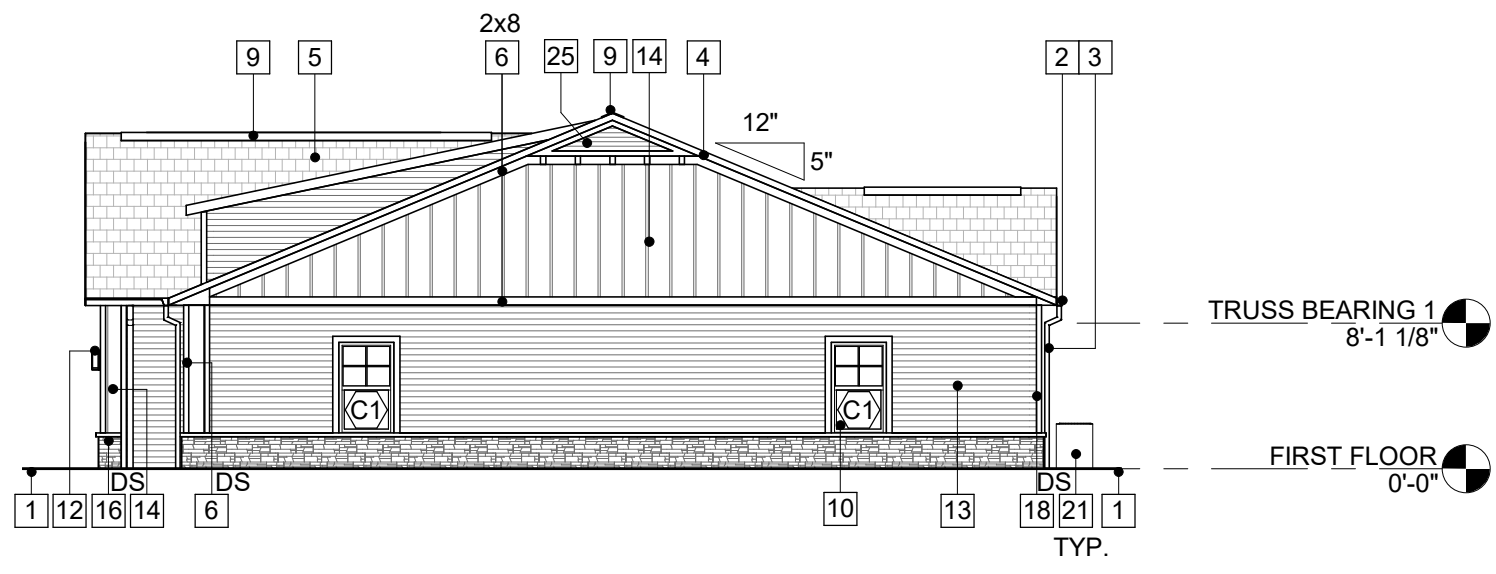 2x8
9 5 6 25 9 14 4 2 3
12"
5"
TRUSS BEARING 1
8'-1 1/8"
C1 C1
FIRST FLOOR
0'-0"
DS DS DS
1 12 16 14 6 10 13 18 21 1
TYP.